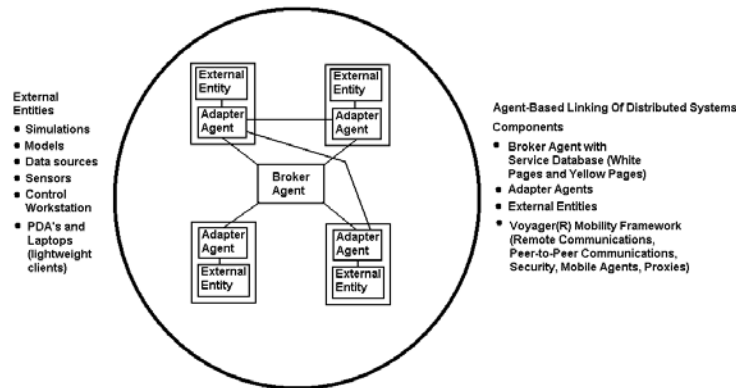 External
Entities
● Simulations
● Models
● Data sources
● Sensors
● Control
Workstation
● PDA's and
Laptops
(lightweight
clients)
External
Entity
Adapter
Agent
External
Entity
Adapter
Agent
Broker
Agent
Adapter
Agent
External
Entity
Adapter
Agent
External
Entity
Agent-Based Linking Of Distributed Systems
Components
● Broker Agent with
Service Database (White
Pages and Yellow Pages)
● Adapter Agents
● External Entities
● Voyager(R) Mobility Framework
(Remote Communications,
Peer-to-Peer Communications,
Security, Mobile Agents, Proxies)